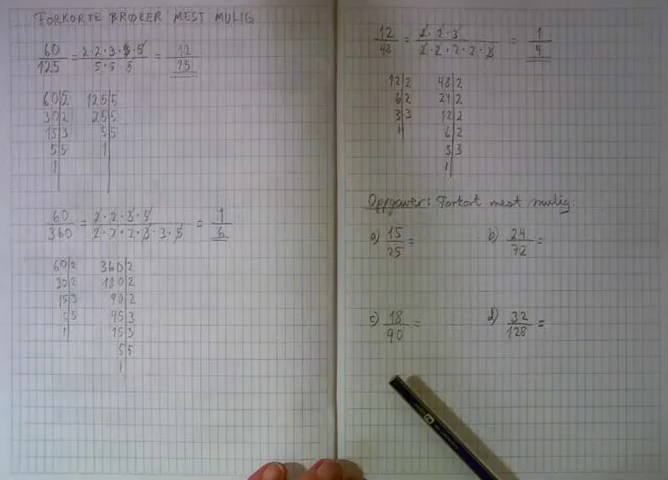 FORKORTE BRØKER MEST MULIG
60/125 = 2·2·3·5·5/5·5·5 = 12/25
60|2 125|5
30|2 25|5
15|3 5|5
5|5 1
1
60/360 = 2·2·3·5/2·2·2·3·3·5 = 1/6
60|2 360|2
30|2 180|2
15|3 90|2
5|5 45|3
1 15|3
5|5
1
12/48 = 2·2·3/2·2·2·2·3 = 1/4
12|2 48|2
6|2 24|2
3|3 12|2
1 6|2
3|3
1
Oppgaver: Forkort mest mulig.
a) 15/25 = b) 24/72 =
c) 18/90 = d) 32/128 =